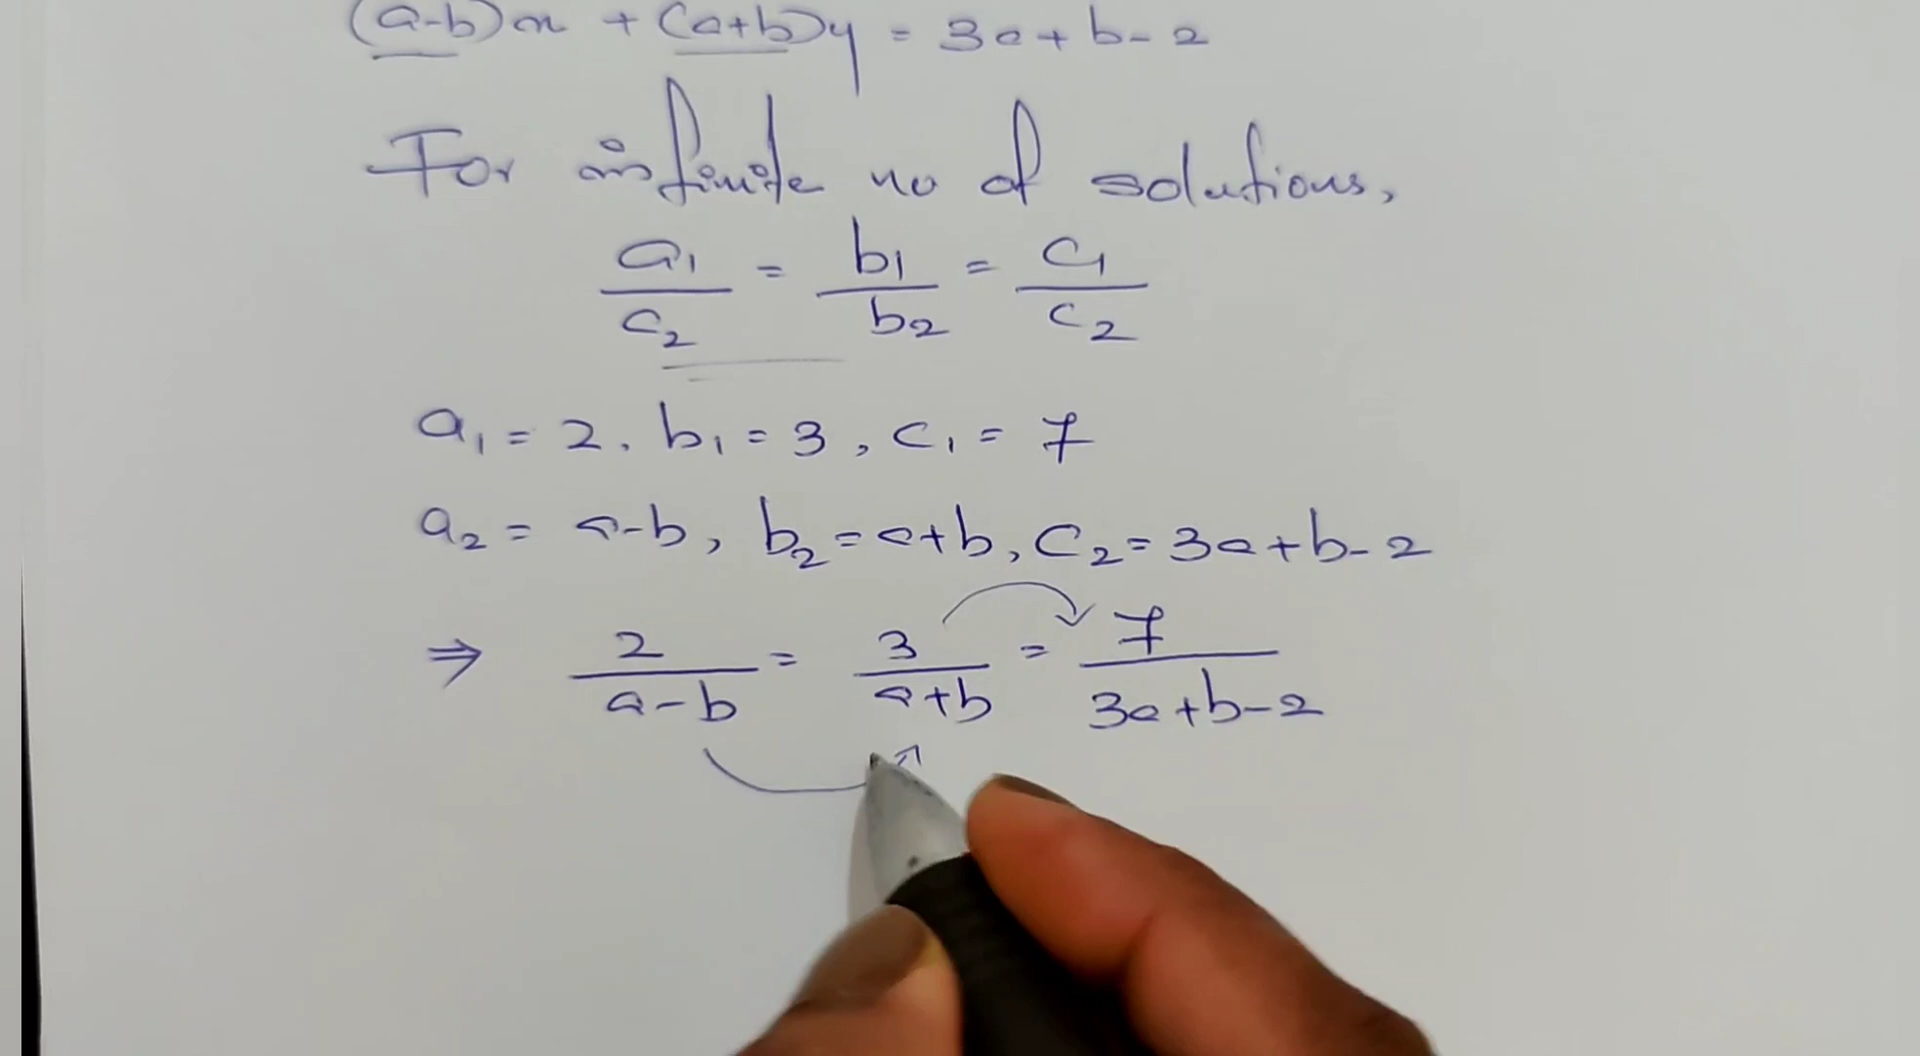 (a-b)x + (a+b)y = 3a+b-2
For infinite no of solutions,
a1/c2 = b1/b2 = c1/c2
a1 = 2. b1 = 3, c1 = 7
a2 = a-b, b2 = a+b, c2 = 3a+b-2
⇒ 2/a-b = 3/a+b = 7/3a+b-2